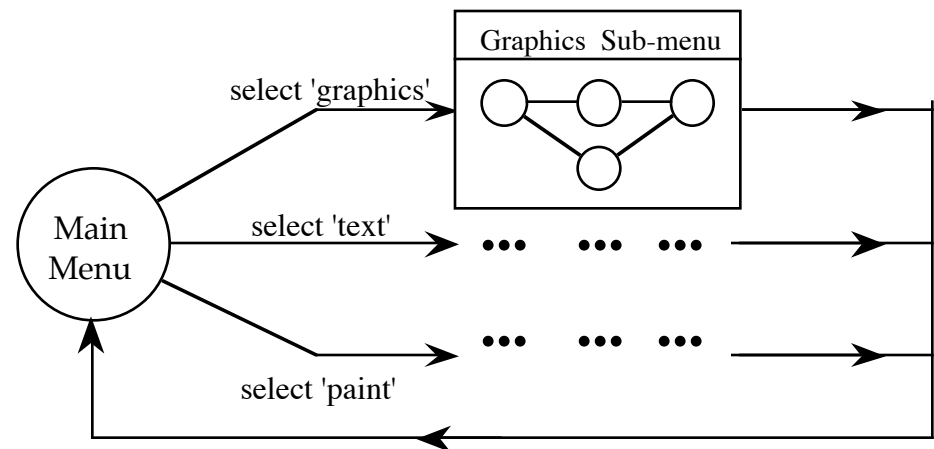 Graphics Sub-menu
select 'graphics'
Main
Menu
select 'text'
select 'paint'